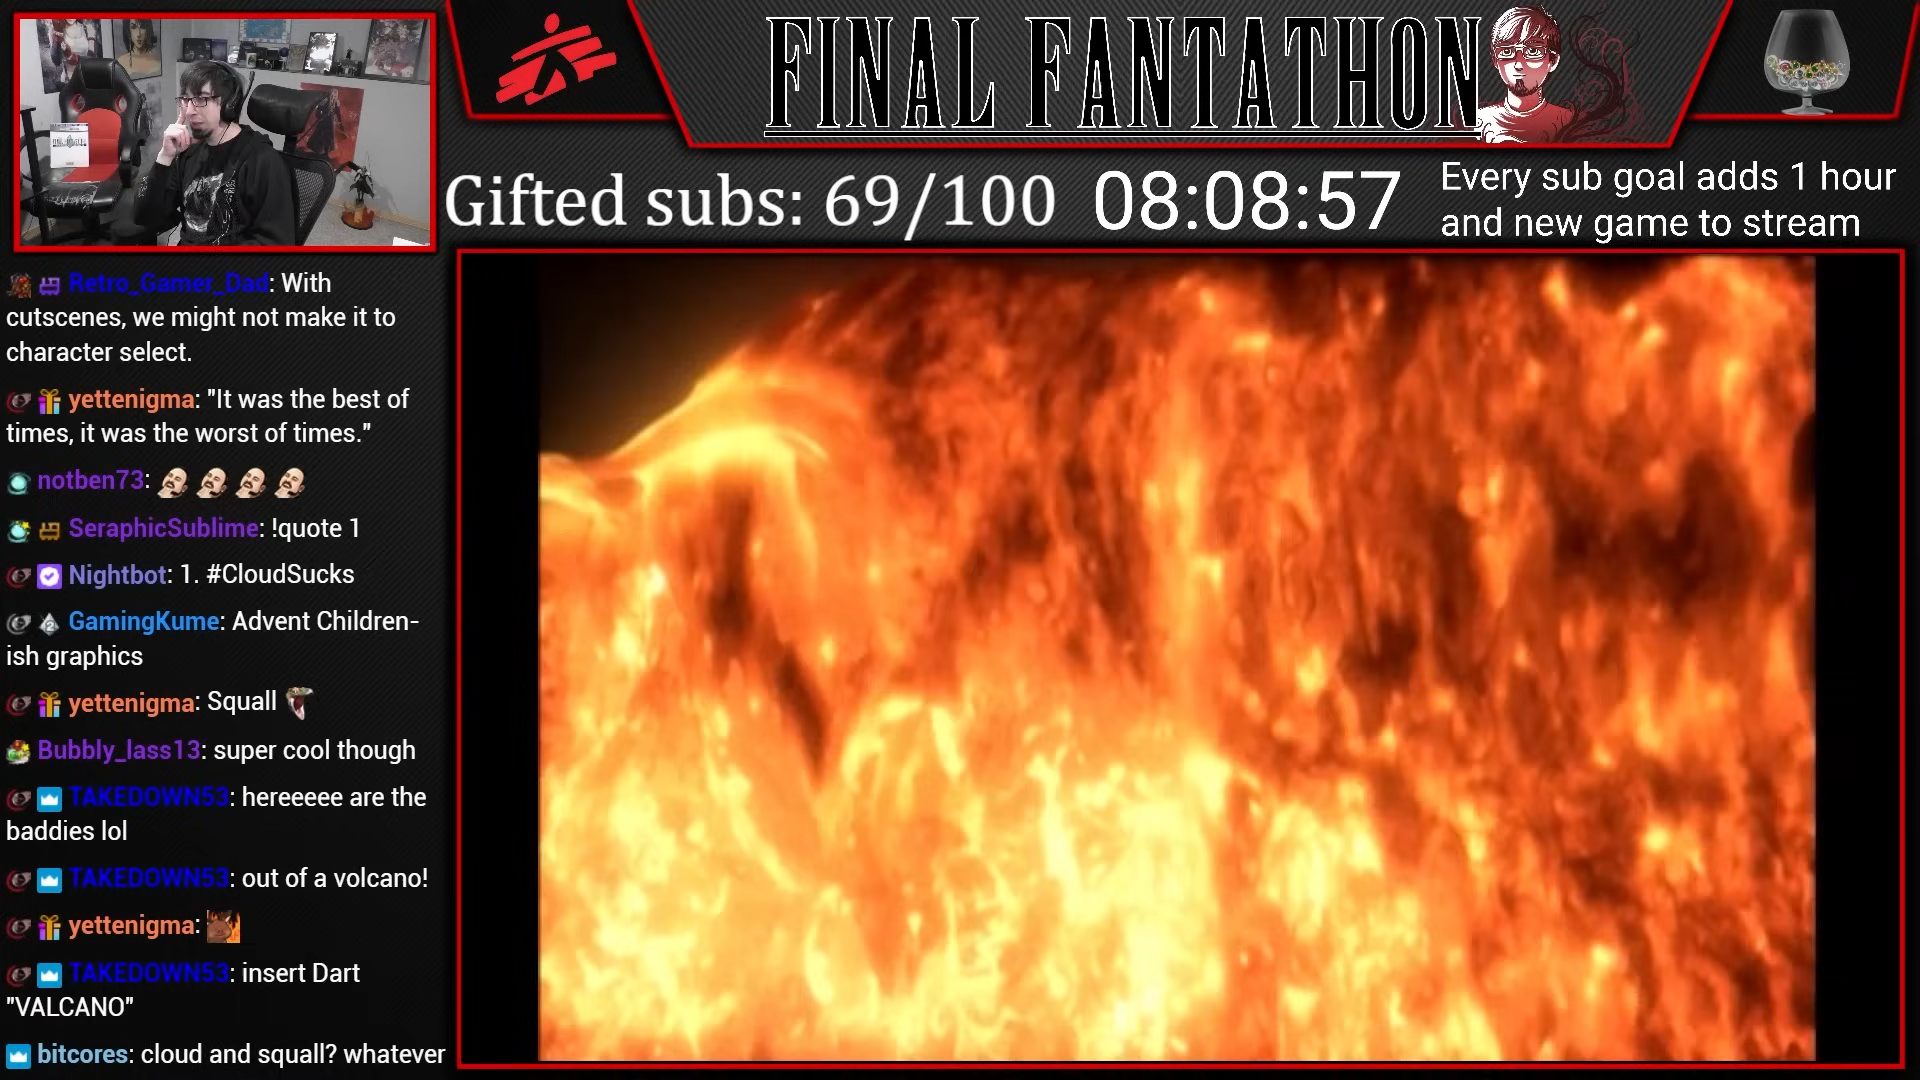 FINAL FANTATHON
Gifted subs: 69/100
08:08:57
Every sub goal adds 1 hour
and new game to stream
Retro_Gamer_Dad: With
cutscenes, we might not make it to
character select.
yettenigma: "It was the best of
times, it was the worst of times."
notben73:
SeraphicSublime: !quote 1
Nightbot: 1. #CloudSucks
GamingKume: Advent Children-
ish graphics
yettenigma: Squall
Bubbly_lass13: super cool though
TAKEDOWN53: hereeeee are the
baddies lol
TAKEDOWN53: out of a volcano!
yettenigma:
TAKEDOWN53: insert Dart
"VALCANO"
bitcores: cloud and squall? whatever